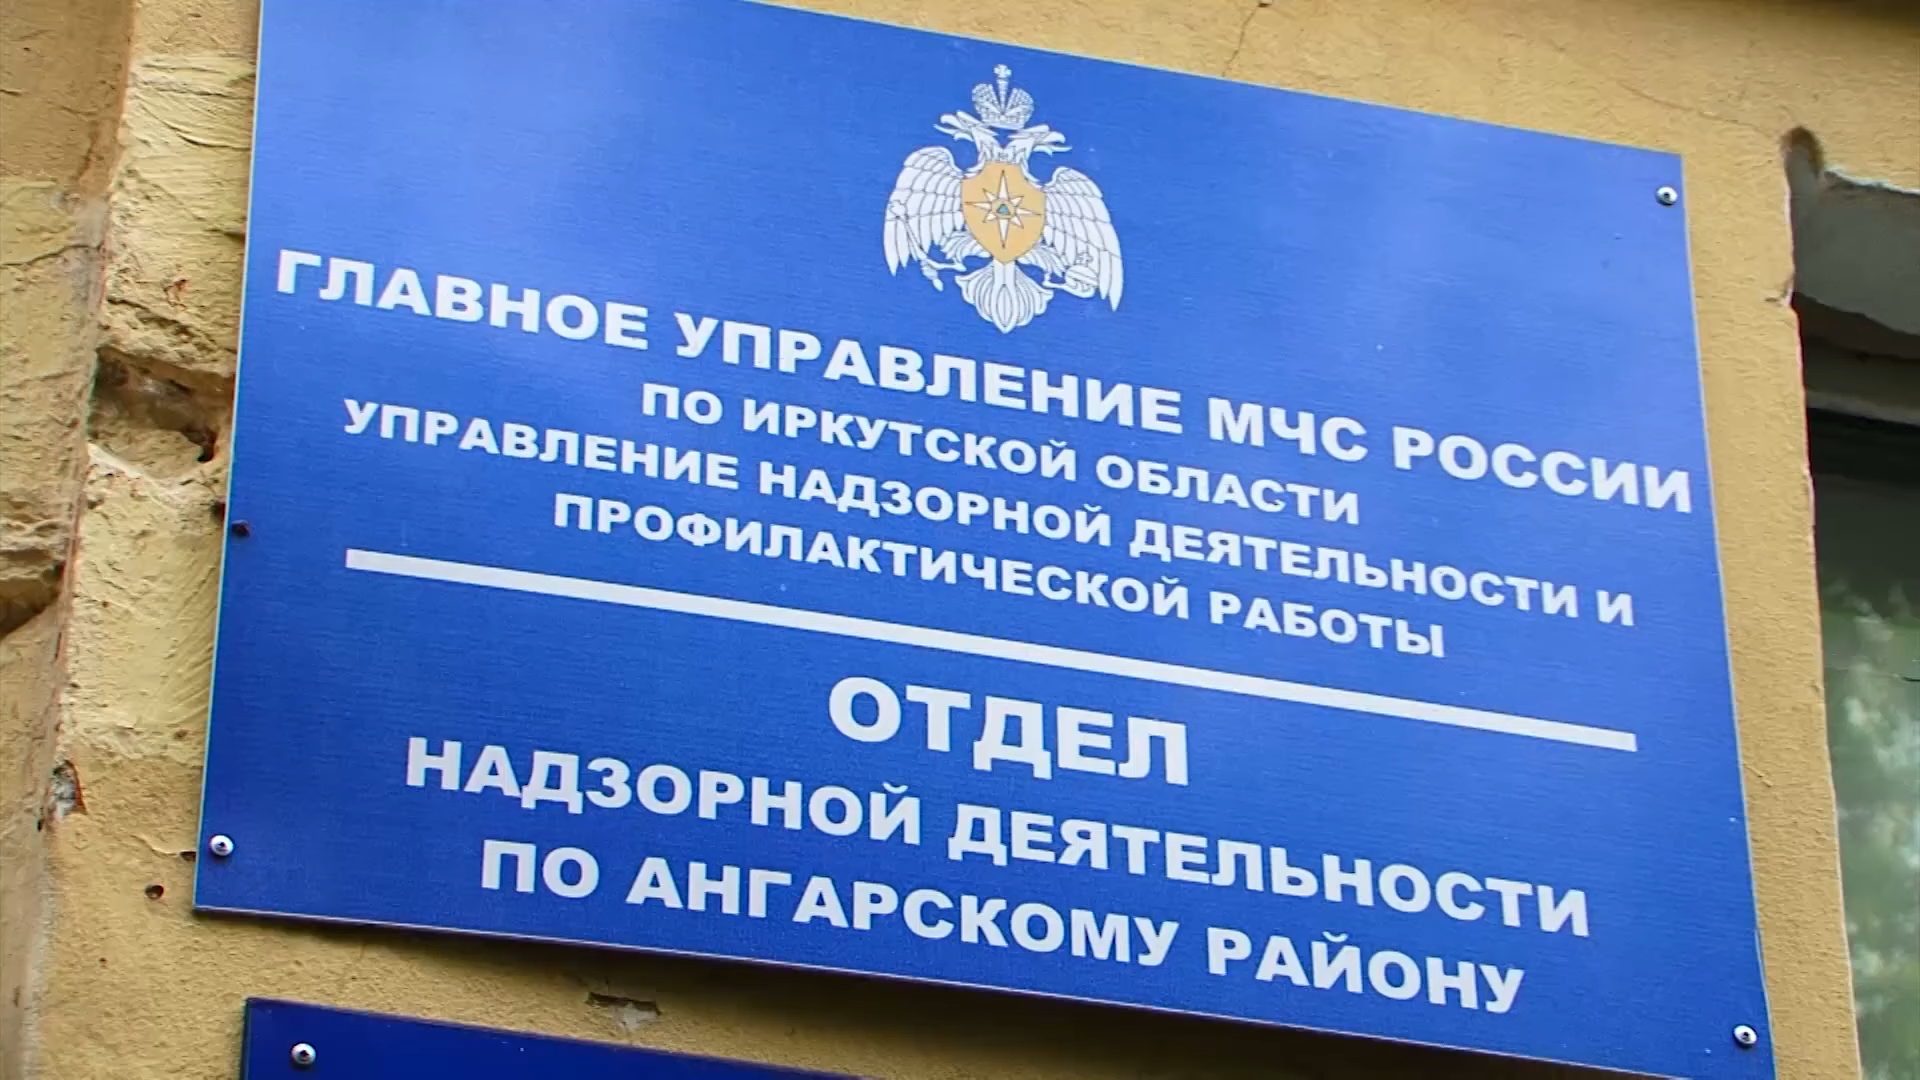 ГЛАВНОЕ УПРАВЛЕНИЕ МЧС РОССИИ
ПО ИРКУТСКОЙ ОБЛАСТИ
УПРАВЛЕНИЕ НАДЗОРНОЙ ДЕЯТЕЛЬНОСТИ И
ПРОФИЛАКТИЧЕСКОЙ РАБОТЫ
ОТДЕЛ
НАДЗОРНОЙ ДЕЯТЕЛЬНОСТИ
ПО АНГАРСКОМУ РАЙОНУ